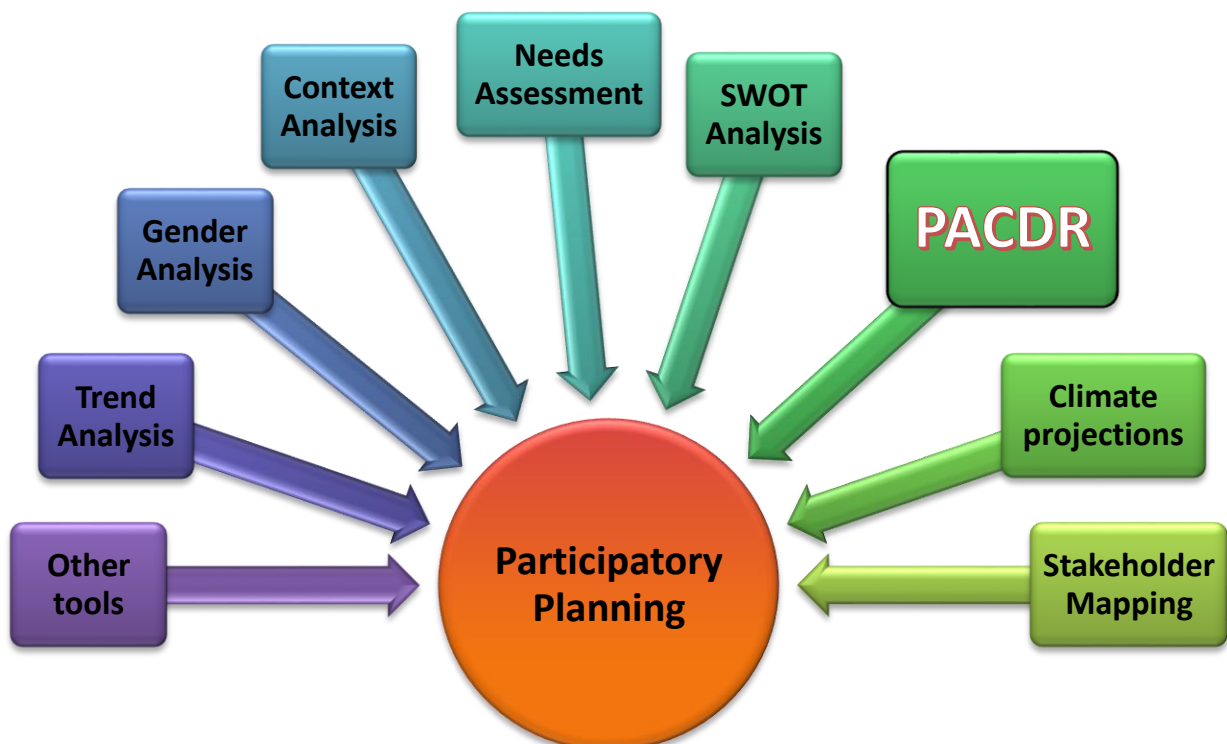 Needs
Assessment
Context
Analysis
SWOT
Analysis
PACDR
Gender
Analysis
Trend
Analysis
Climate
projections
Other
tools
Stakeholder
Mapping
Participatory
Planning